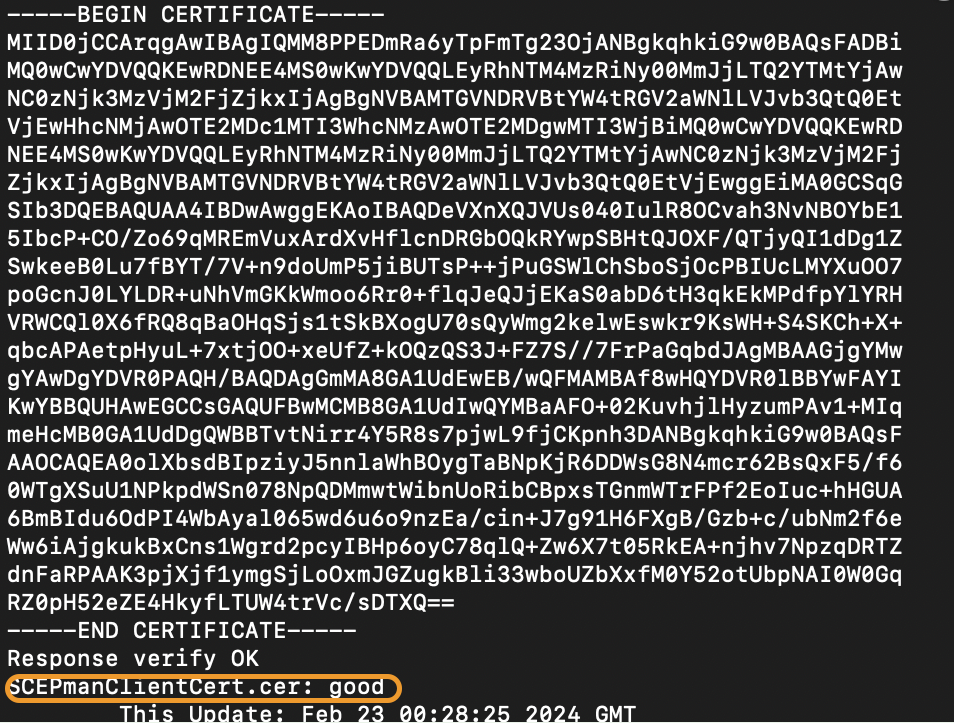 -----BEGIN CERTIFICATE-----
MIID0jCCArqgAwIBAgIQMM8PPEDmRa6yTpFmTg23OjANBgkqhkiG9w0BAQsFADBi
MQ0wCwYDVQQKEwRDNEE4MS0wKwYDVQQLEyRhNTM4MzRiNy00MmJjLTQ2YTMtYjAw
NC0zNjk3MzVjM2FjZjkxIjAgBgNVBAMTGVNDRVBtYW4tRGV2aWNlLVJvb3QtQ0Et
VjEwHhcNMjAwOTE2MDc1MTI3WhcNMzAwOTE2MDgwMTI3WjBiMQ0wCwYDVQQKEwRD
NEE4MS0wKwYDVQQLEyRhNTM4MzRiNy00MmJjLTQ2YTMtYjAwNC0zNjk3MzVjM2Fj
ZjkxIjAgBgNVBAMTGVNDRVBtYW4tRGV2aWNlLVJvb3QtQ0EtVjEwggEiMA0GCSqG
SIb3DQEBAQUAA4IBDwAwggEKAoIBAQDeVXnXQJVUs040IulR8OCvah3NvNBOYbE1
5IbcP+CO/Zo69qMREmVuxArdXvHflcnDRGbOQkRYwpSBHtQJOXF/QTjyQI1dDg1Z
SwkeeB0Lu7fBYT/7V+n9doUmP5jiBUTsP++jPuGSWlChSboSjOcPBIUcLMYXuOO7
poGcnJ0LYLDR+uNhVmGKkWmoo6Rr0+flqJeQJjEKaS0abD6tH3qkEkMPdfpYlYRH
VRWCQl0X6fRQ8qBaOHqSjs1tSkBXogU70sQyWmg2kelwEswkr9KsWH+S4SKCh+X+
qbcAPAetpHyuL+7xtjOO+xeUfZ+kOQzQS3J+FZ7S//7FrPaGqbdJAgMBAAGjgYMw
gYAwDgYDVR0PAQH/BAQDAgGmMA8GA1UdEwEB/wQFMAMBAf8wHQYDVR0lBBYwFAYI
KwYBBQUHAwEGCCsGAQUFBwMCMB8GA1UdIwQYMBaAFO+02KuvhjlHyzumPAv1+MIq
meHcMB0GA1UdDgQWBBTvtNirr4Y5R8s7pjwL9fjCKpnh3DANBgkqhkiG9w0BAQsF
AAOCAQEA0olXbsdBIpziyJ5nnlaWhBOygTaBNpKjR6DDWsG8N4mcr62BsQxF5/f6
0WTgXSuU1NPkpdWSn078NpQDMmwtWibnUoRibCBpxsTGnmWTrFPf2EoIuc+hHGUA
6BmBIdu6OdPI4WbAyal065wd6u6o9nzEa/cin+J7g91H6FXgB/Gzb+c/ubNm2f6e
Ww6iAjgkukBxCns1Wgrd2pcyIBHp6oyC78qlQ+Zw6X7t05RkEA+njhv7NpzqDRTZ
dnFaRPAAK3pjXjf1ymgSjLoOxmJGZugkBli33wboUZbXxfM0Y52otUbpNAI0W0Gq
RZ0pH52eZE4HkyfLTUW4trVc/sDTXQ==
-----END CERTIFICATE-----
Response verify OK
SCEPmanClientCert.cer: good
This Update: Feb 23 00:28:25 2024 GMT